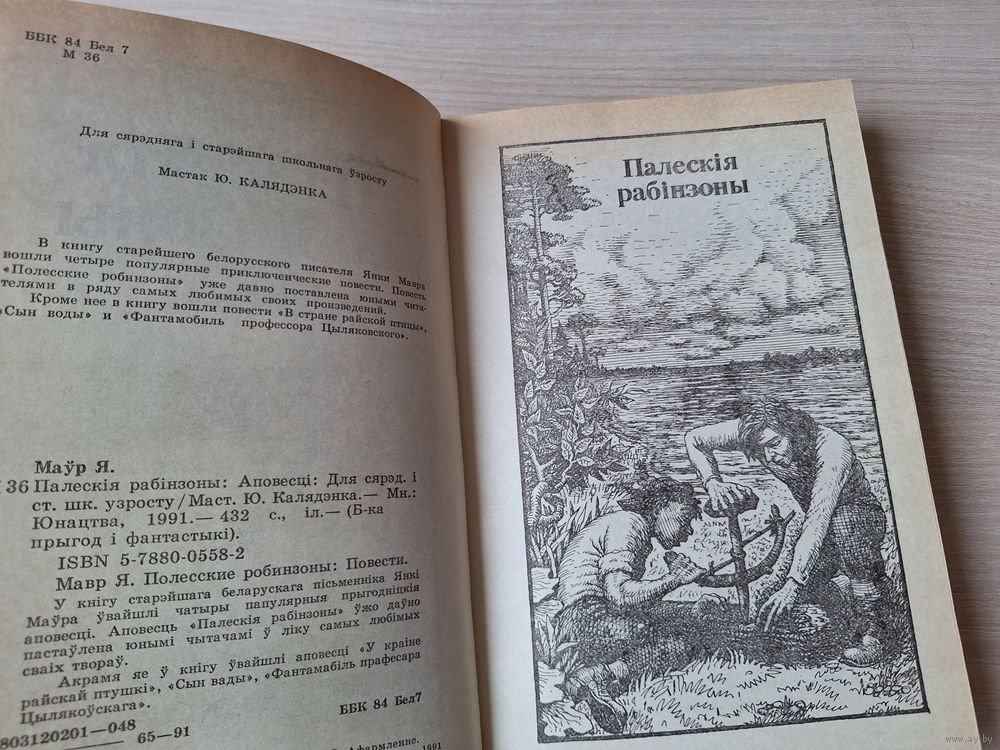 ББК 84 Бел 7
М 36
Для сярэдняга і старэйшага школьнага ўзросту
Мастак Ю. КАЛЯДЭНКА
В книгу старейшего белорусского писателя Янки Мавра
вошли четыре популярные приключенческие повести. Повесть
«Полесские робинзоны» уже давно поставлена юными чита-
телями в ряду самых любимых своих произведений.
Кроме нее в книгу вошли повести «В стране райской птицы»,
«Сын воды» и «Фантамобиль профессора Цыляковского».
Маўр Я.
М 36 Палескія рабінзоны: Аповесці: Для сярэд. і
ст. шк. узросту/Маст. Ю. Калядэнка.— Мн.:
Юнацтва, 1991.— 432 с., іл.— (Б-ка
прыгод і фантастыкі).
ISBN 5-7880-0558-2
Мавр Я. Полесские робинзоны: Повести.
У кнігу старэйшага беларускага пісьменніка Янкі
Маўра ўвайшлі чатыры папулярныя прыгодніцкія
аповесці. Аповесць «Палескія рабінзоны» ўжо даўно
пастаўлена юнымі чытачамі ў ліку самых любімых
сваіх твораў.
Акрамя яе ў кнігу ўвайшлі аповесці «У краіне
райскай птушкі», «Сын вады», «Фантамабіль прафесара
Цылякоўскага».
803120201—048
65—91
ББК 84 Бел7
Афармленне.
1991
Палескія
рабінзоны
www.ay.by